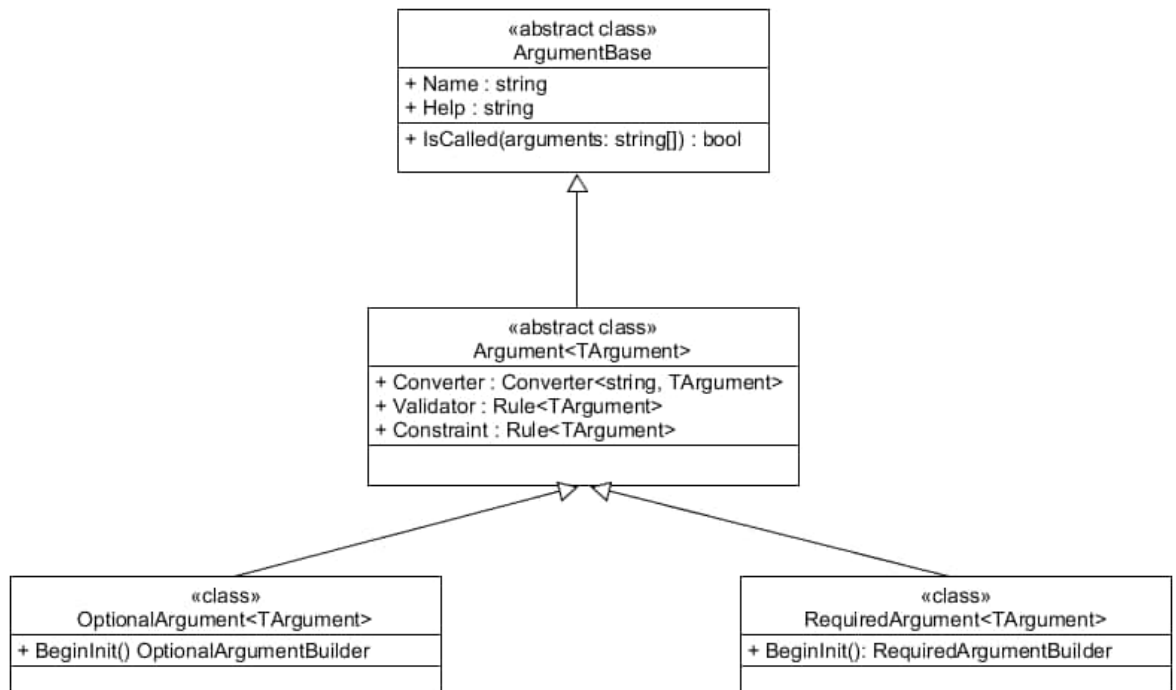 «abstract class»
ArgumentBase
+ Name : string
+ Help : string
+ IsCalled(arguments: string[]) : bool
«abstract class»
Argument<TArgument>
+ Converter : Converter<string, TArgument>
+ Validator : Rule<TArgument>
+ Constraint : Rule<TArgument>
«class»
OptionalArgument<TArgument>
+ BeginInit() OptionalArgumentBuilder
«class»
RequiredArgument<TArgument>
+ BeginInit(): RequiredArgumentBuilder